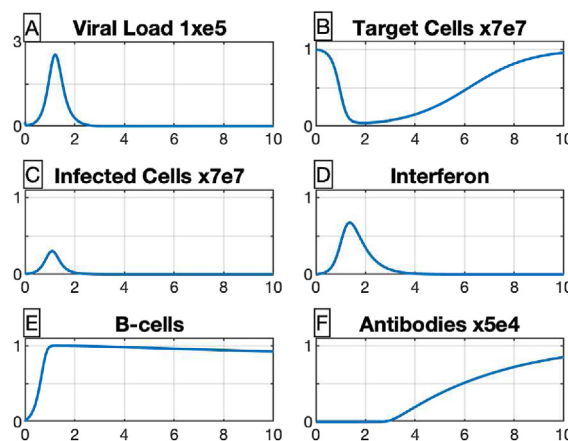 A Viral Load 1xe5
3
0
0 2 4 6 8 10
B Target Cells x7e7
1
0
0 2 4 6 8 10
C Infected Cells x7e7
1
0
0 2 4 6 8 10
D Interferon
1
0
0 2 4 6 8 10
E B-cells
1
0
0 2 4 6 8 10
F Antibodies x5e4
1
0
0 2 4 6 8 10